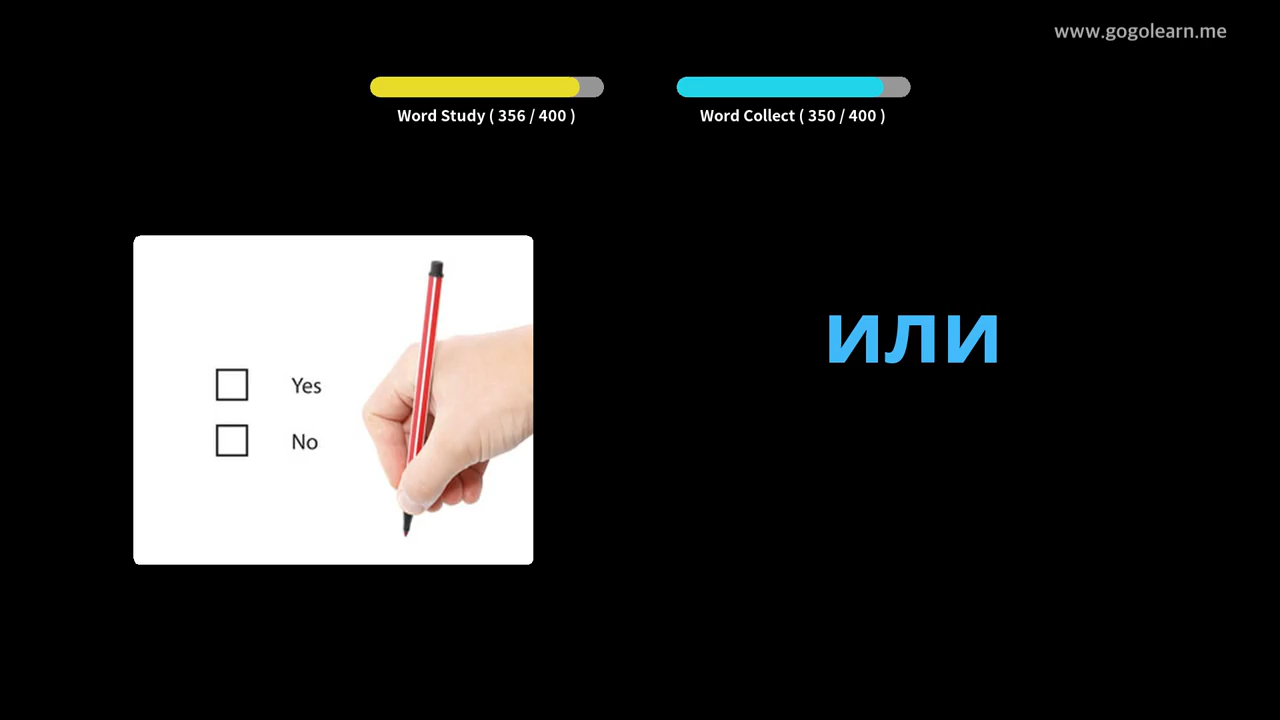 www.gogolearn.me
Word Study ( 356 / 400 )
Word Collect ( 350 / 400 )
Yes
No
или